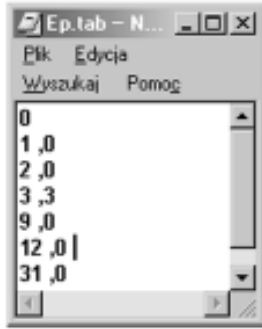 Ep.tab – N...
Plik Edycja
Wyszukaj Pomoc
0
1 ,0
2 ,0
3 ,3
9 ,0
12 ,0
31 ,0